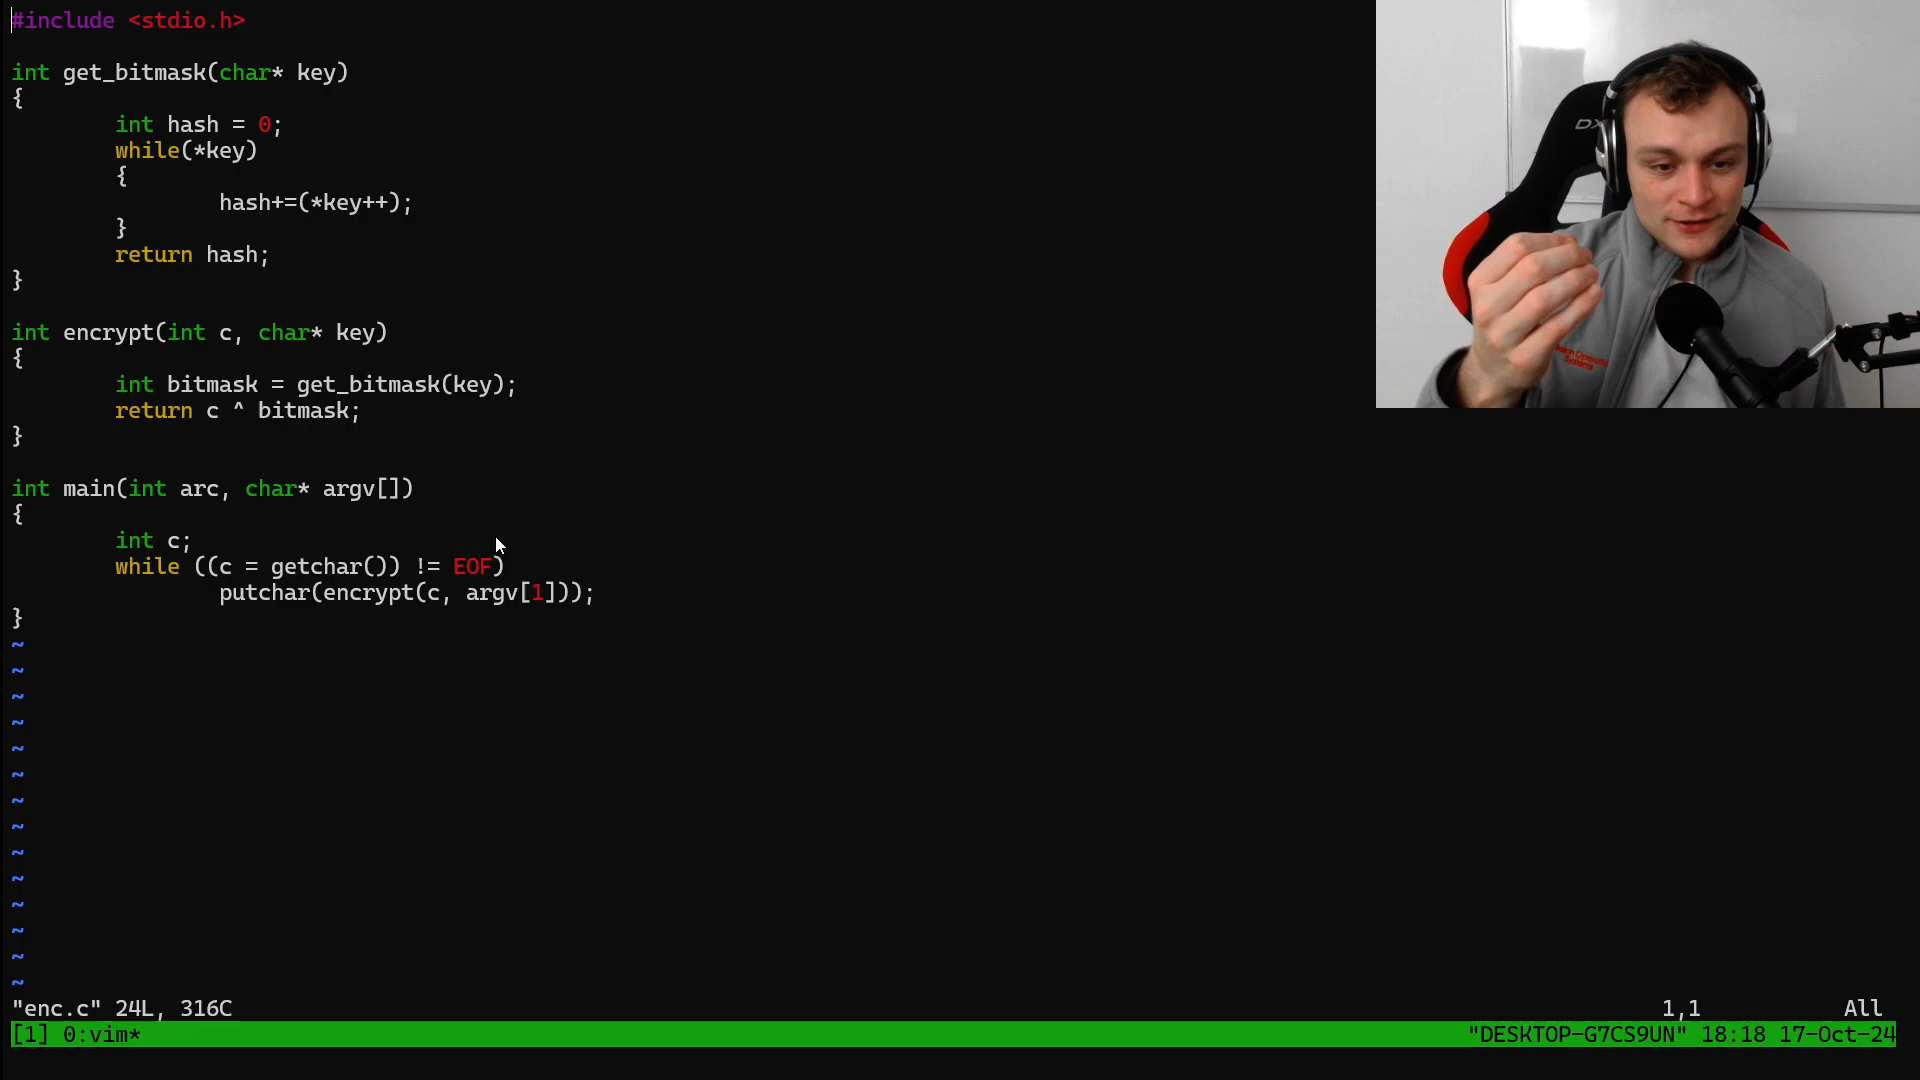 #include <stdio.h>
int get_bitmask(char* key)
{
int hash = 0;
while(*key)
{
hash+=(*key++);
}
return hash;
}
int encrypt(int c, char* key)
{
int bitmask = get_bitmask(key);
return c ^ bitmask;
}
int main(int arc, char* argv[])
{
int c;
while ((c = getchar()) != EOF)
putchar(encrypt(c, argv[1]));
}
~
~
~
~
~
~
~
~
~
~
~
~
~
~
"enc.c" 24L, 316C 1,1 All
[1] 0:vim* "DESKTOP-G7CS9UN" 18:18 17-Oct-24
Systems